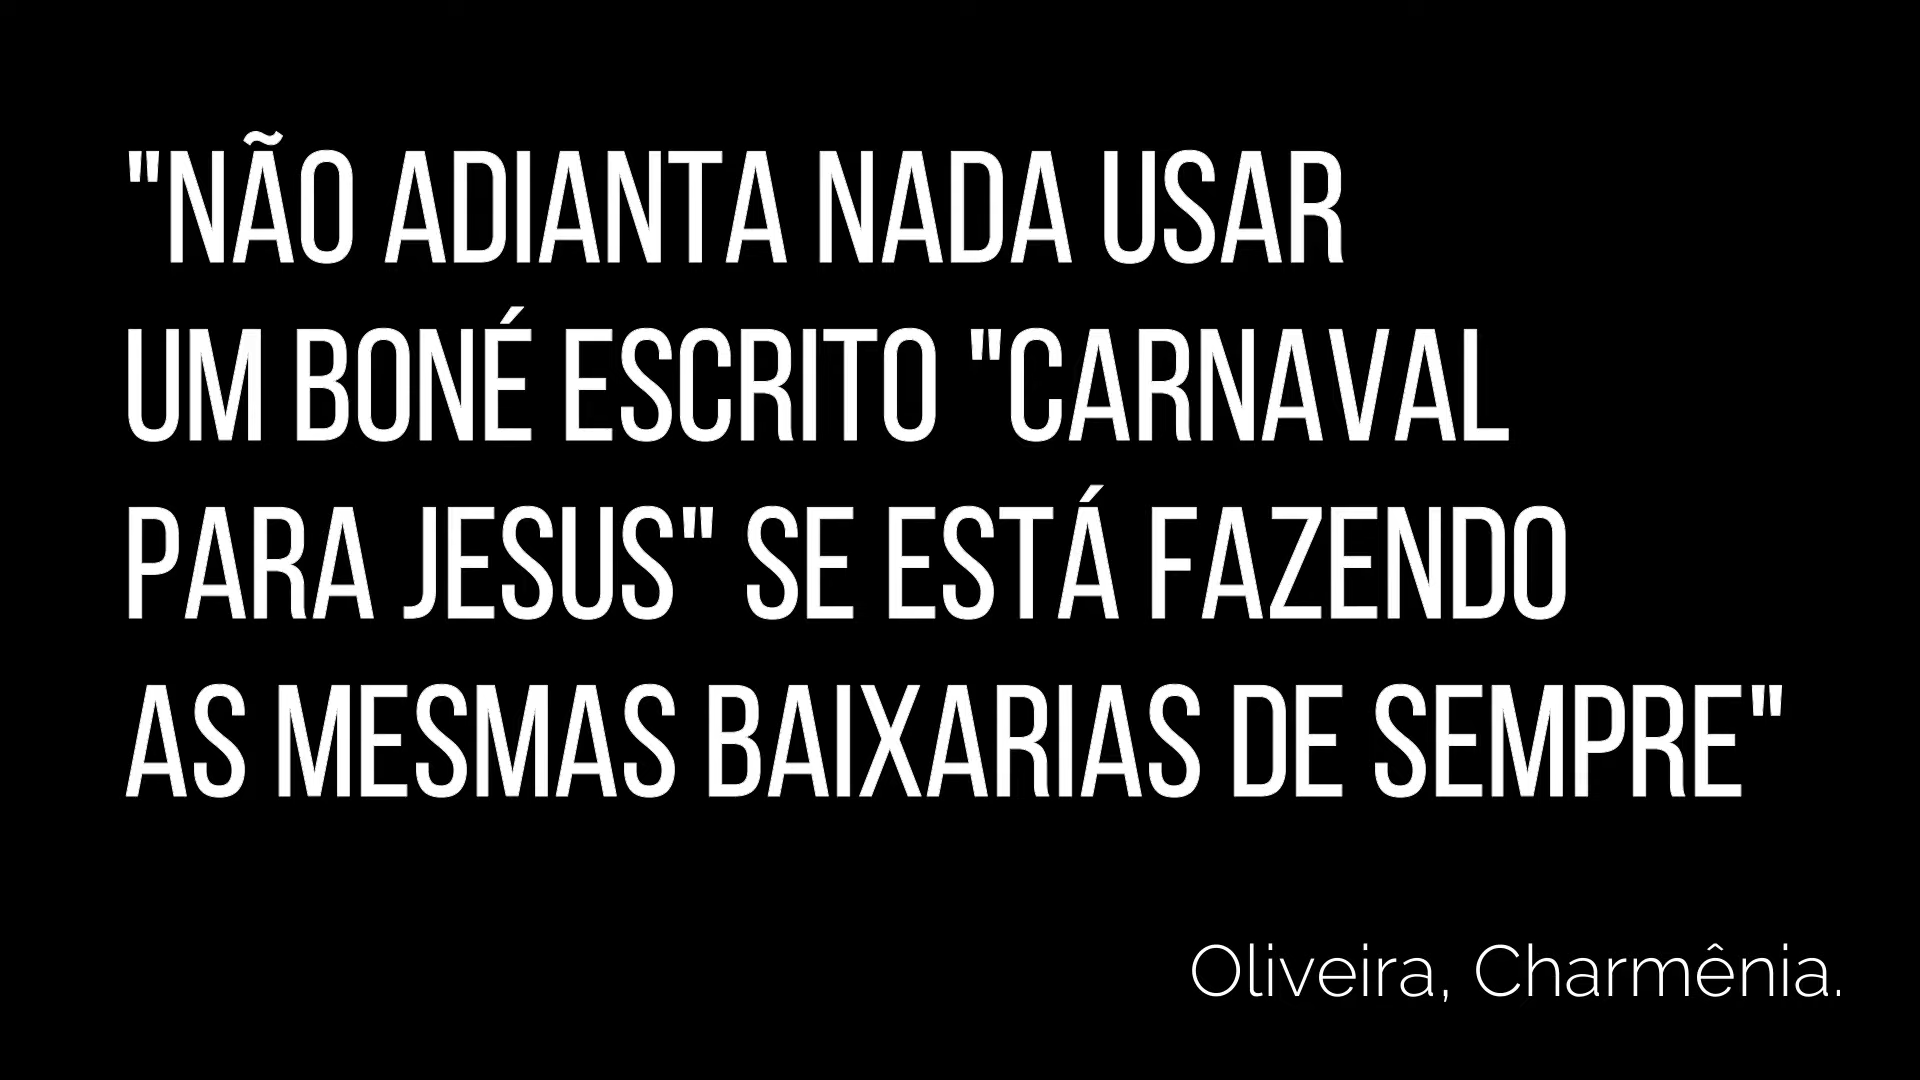 "NÃO ADIANTA NADA USAR
UM BONÉ ESCRITO "CARNAVAL
PARA JESUS" SE ESTÁ FAZENDO
AS MESMAS BAIXARIAS DE SEMPRE"
Oliveira, Charmênia.